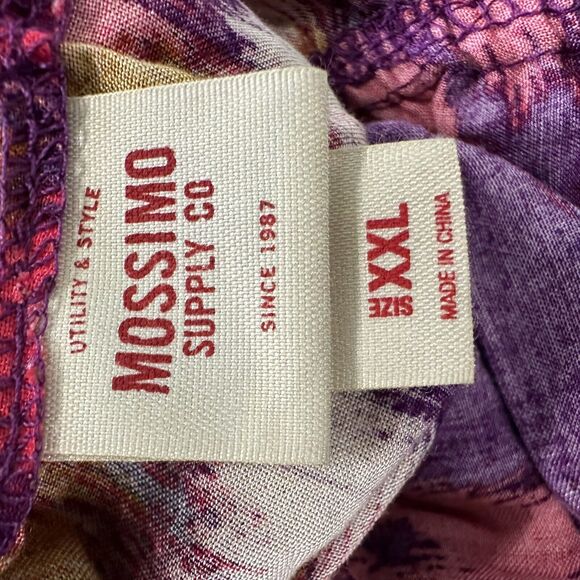 UTILITY & STYLE
MOSSIMO
SUPPLY CO
SINCE 1987
SIZE XXL
MADE IN CHINA